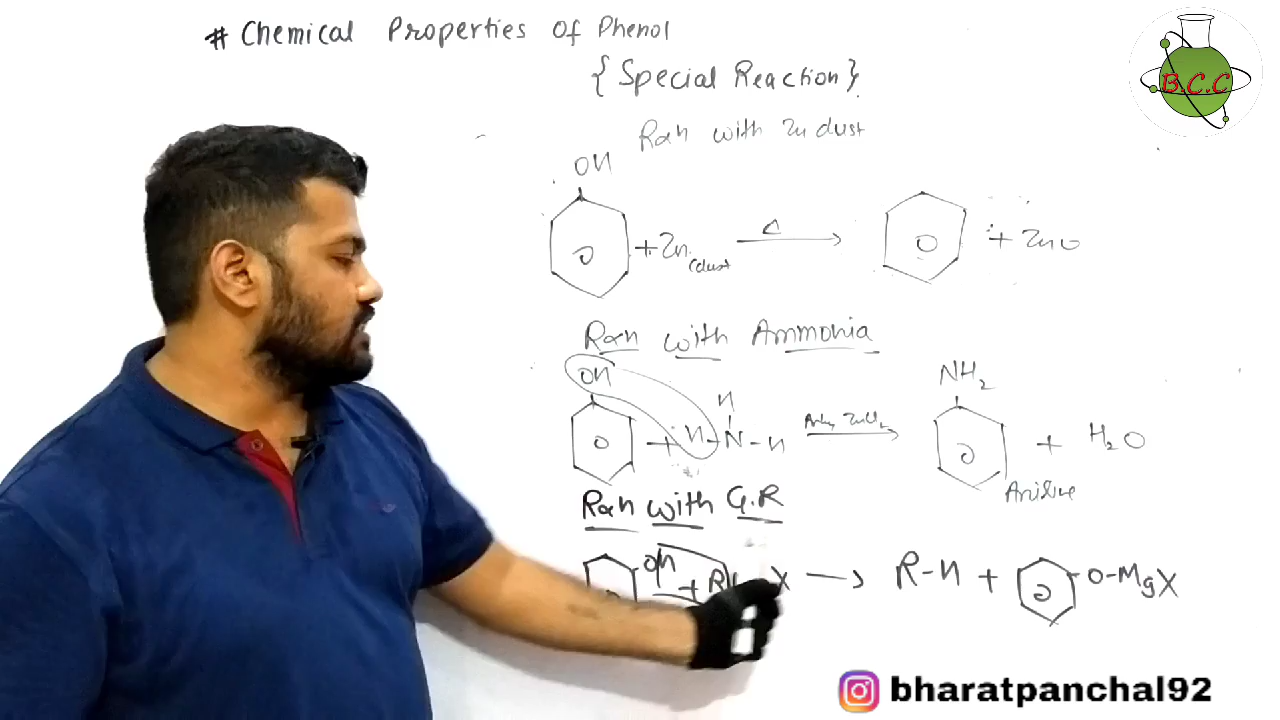 # Chemical Properties Of Phenol
{Special Reaction}
B.C.C
Rxn with Zn dust
OH
+ Zn (dust Δ + ZnO
Rxn with Ammonia
OH H NH2
+ H-N-H + H2O
Aniline
Rxn with G.R
OH + R X → R-H + O-MgX
bharatpanchal92